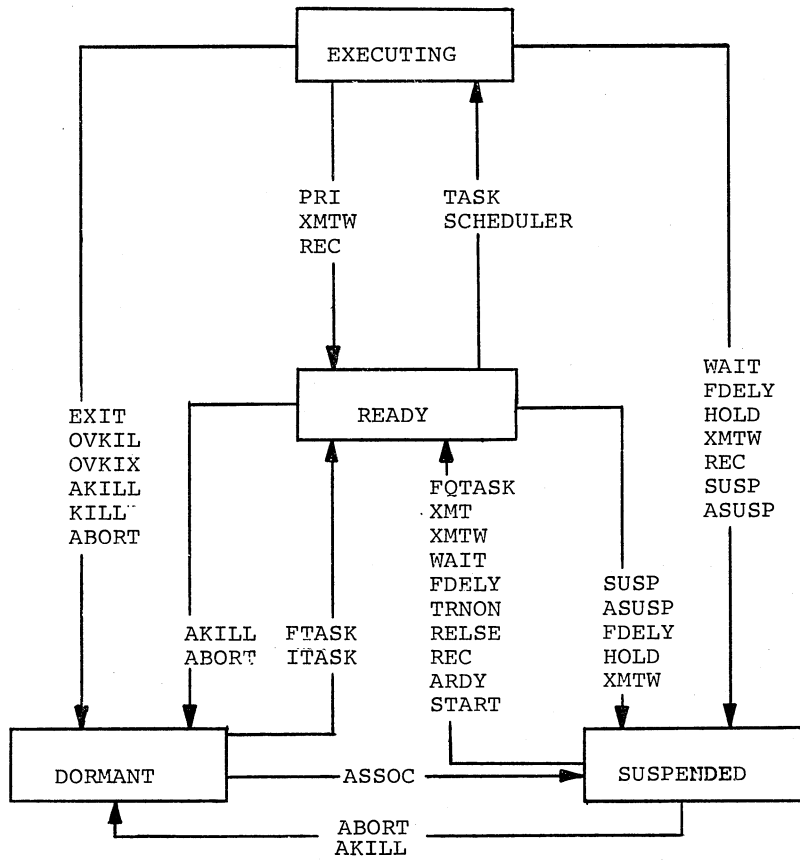 EXECUTING
PRI
XMTW
REC
TASK
SCHEDULER
WAIT
FDELY
HOLD
XMTW
REC
SUSP
ASUSP
READY
EXIT
OVKIL
OVKIX
AKILL
KILL
ABORT
FQTASK
XMT
XMTW
WAIT
FDELY
TRNON
RELSE
REC
ARDY
START
SUSP
ASUSP
FDELY
HOLD
XMTW
AKILL
ABORT
FTASK
ITASK
DORMANT
ASSOC
SUSPENDED
ABORT
AKILL